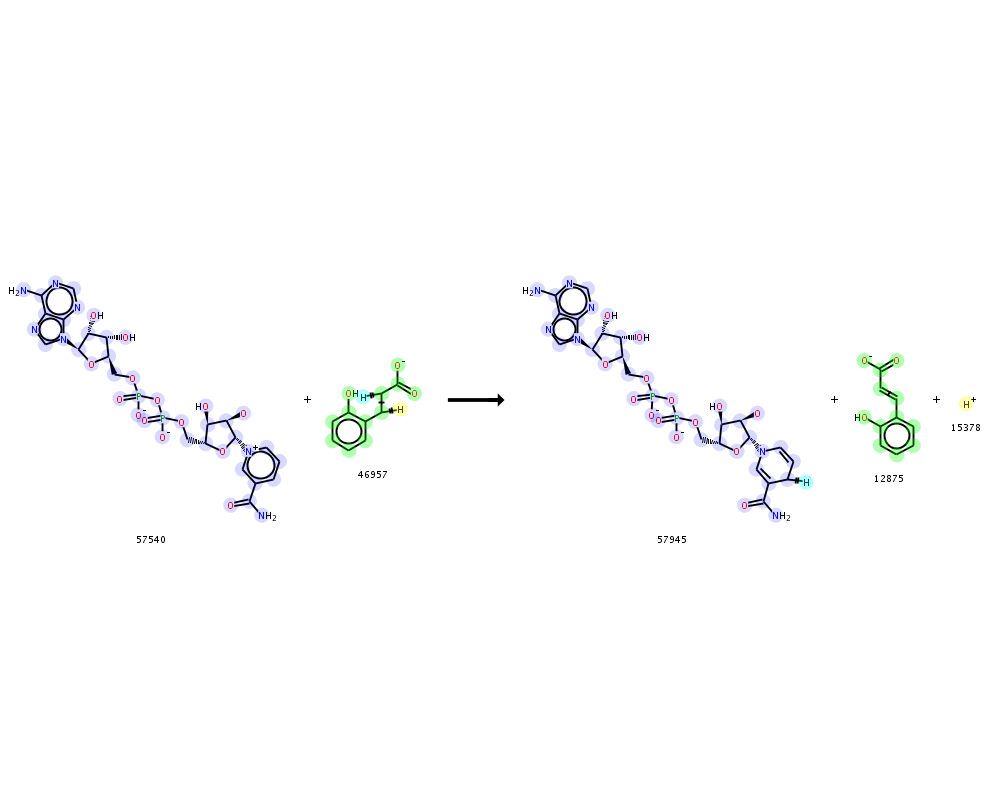 H₂N N N N N OH OH O O O P O⁻ O O P O⁻ O HO O O N⁺ O NH₂
57540
+
OH H H O⁻ O
46957
H₂N N N N N OH OH O O O P O⁻ O O P O⁻ O HO O O N H O NH₂
57945
+
O⁻ O HO
12875
+
H⁺
15378